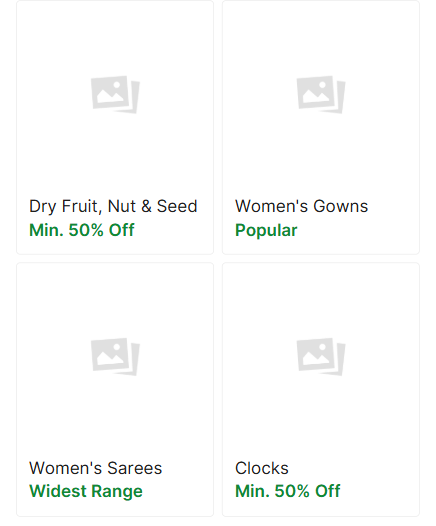 Dry Fruit, Nut & Seed
Min. 50% Off
Women's Gowns
Popular
Women's Sarees
Widest Range
Clocks
Min. 50% Off